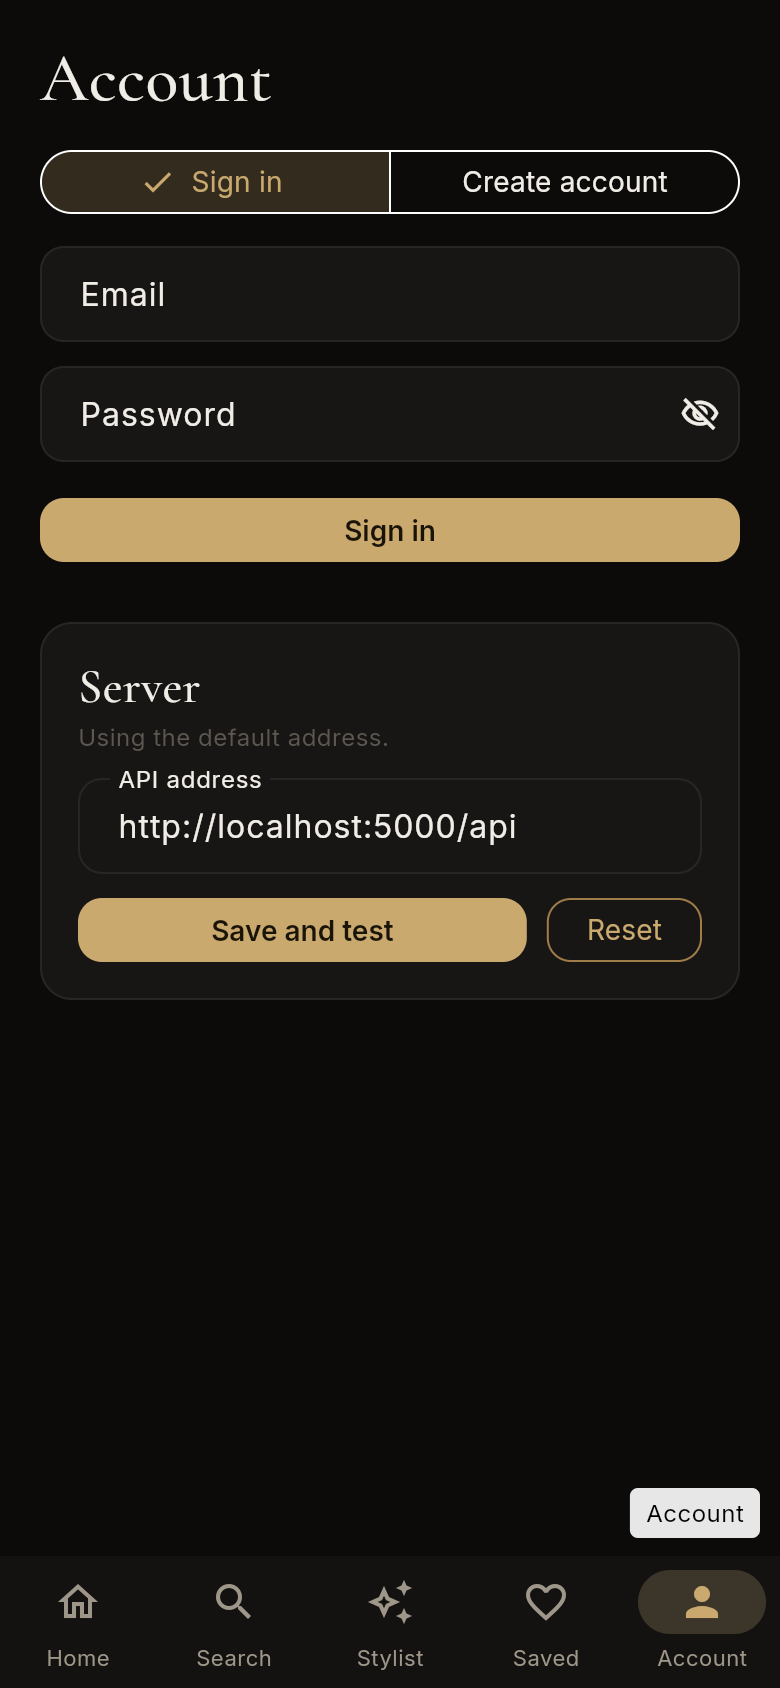 Account
Sign in
Create account
Email
Password
Sign in
Server
Using the default address.
API address
http://localhost:5000/api
Save and test
Reset
Account
Home
Search
Stylist
Saved
Account